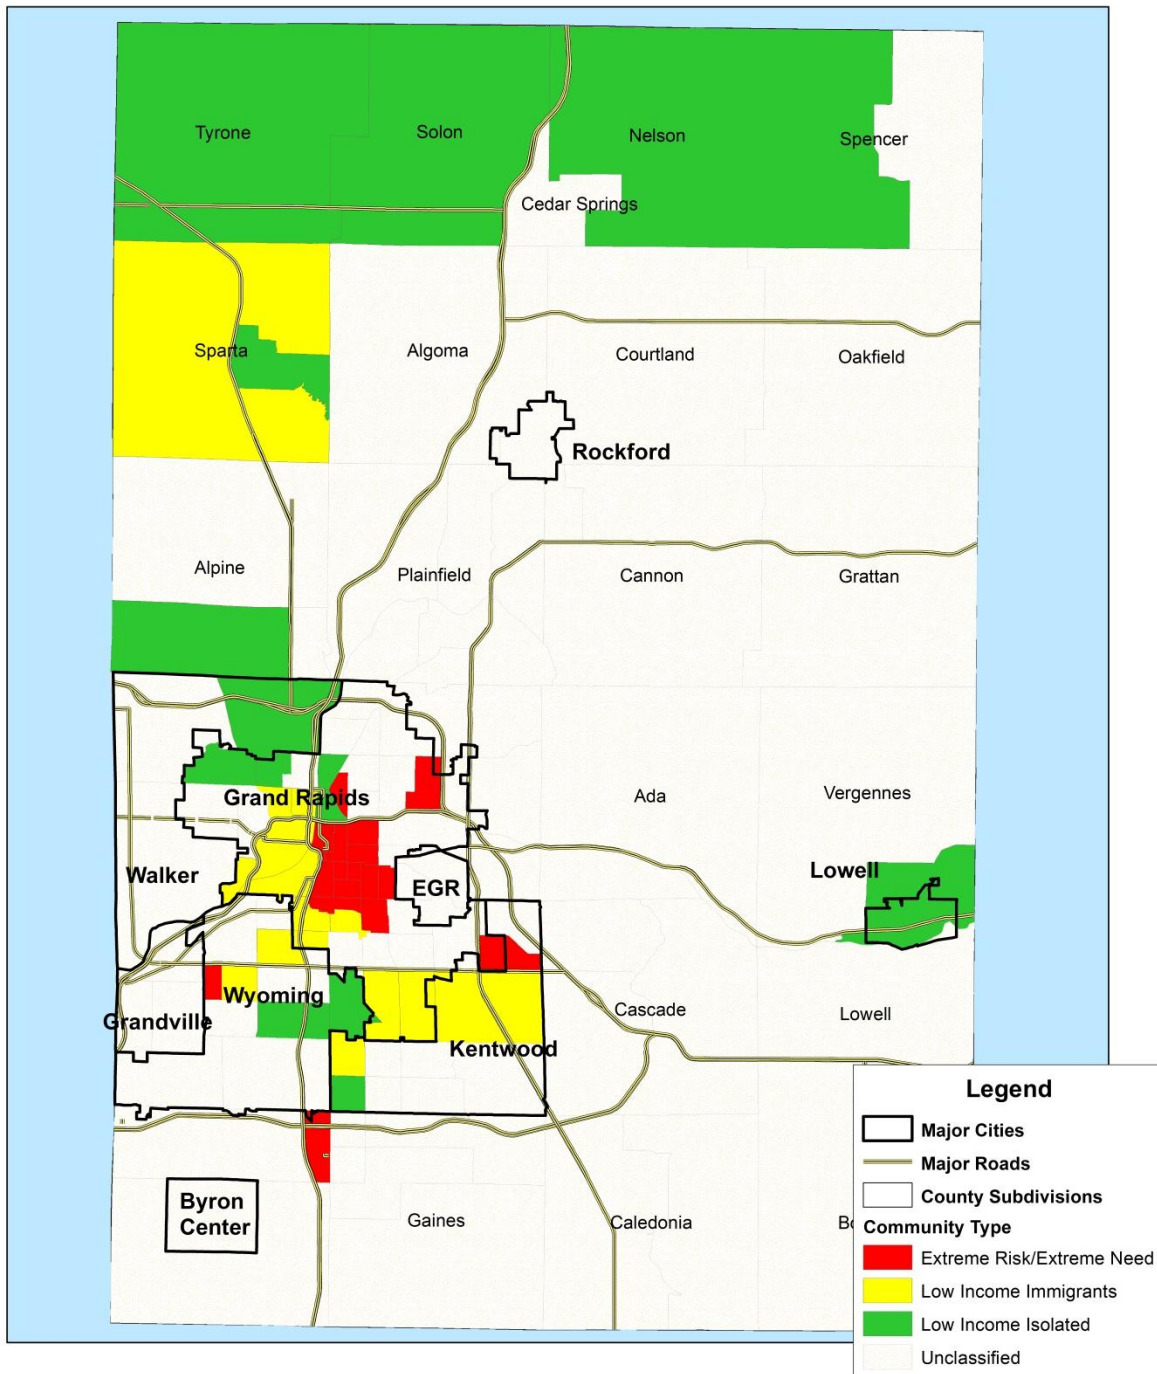 Tyrone
Solon
Nelson
Spencer
Cedar Springs
Sparta
Algoma
Courtland
Oakfield
Rockford
Alpine
Plainfield
Cannon
Grattan
Grand Rapids
Ada
Vergennes
Walker
EGR
Lowell
Wyoming
Grandville
Kentwood
Cascade
Lowell
Byron
Center
Gaines
Caledonia
Legend
Major Cities
Major Roads
County Subdivisions
Community Type
Extreme Risk/Extreme Need
Low Income Immigrants
Low Income Isolated
Unclassified